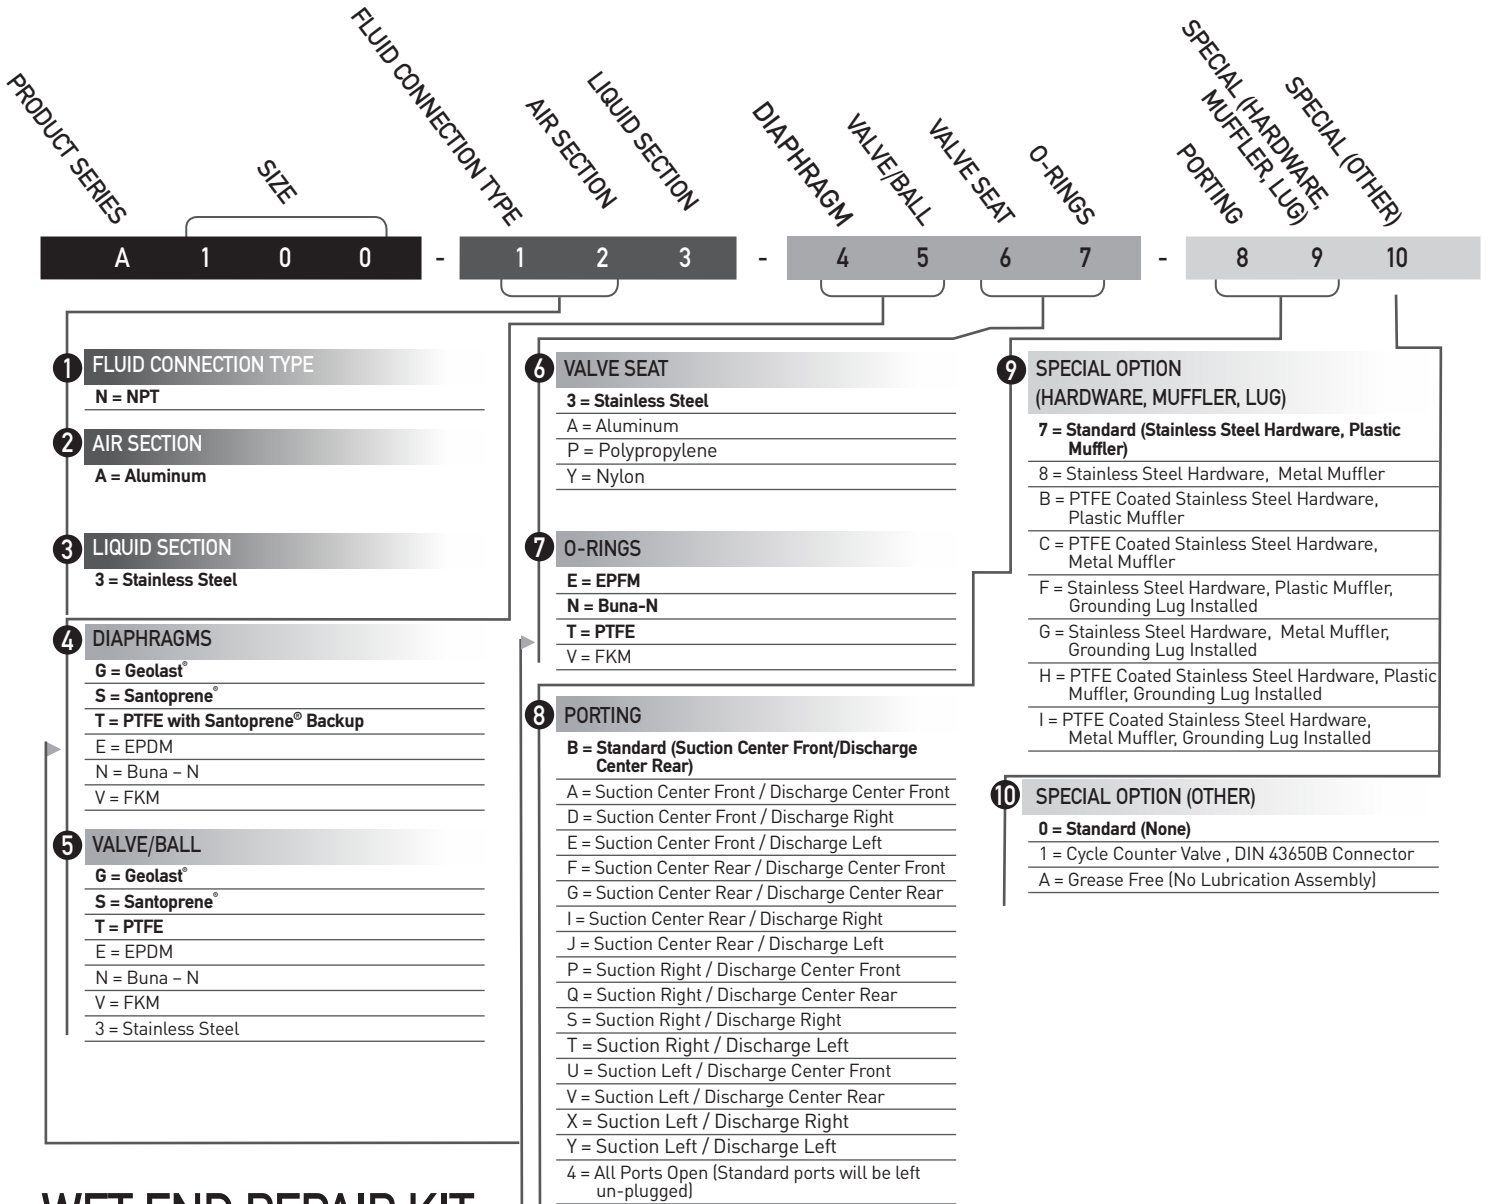 PRODUCT SERIES
SIZE
FLUID CONNECTION TYPE
AIR SECTION
LIQUID SECTION
DIAPHRAGM
VALVE/BALL
VALVE SEAT
O-RINGS
PORTING
SPECIAL (HARDWARE,
MUFFLER, LUG)
SPECIAL (OTHER)
A 1 0 0 - 1 2 3 - 4 5 6 7 - 8 9 10
1 FLUID CONNECTION TYPE
N = NPT
2 AIR SECTION
A = Aluminum
3 LIQUID SECTION
3 = Stainless Steel
4 DIAPHRAGMS
G = Geolast®
S = Santoprene®
T = PTFE with Santoprene® Backup
E = EPDM
N = Buna – N
V = FKM
5 VALVE/BALL
G = Geolast®
S = Santoprene®
T = PTFE
E = EPDM
N = Buna – N
V = FKM
3 = Stainless Steel
6 VALVE SEAT
3 = Stainless Steel
A = Aluminum
P = Polypropylene
Y = Nylon
7 O-RINGS
E = EPFM
N = Buna-N
T = PTFE
V = FKM
8 PORTING
B = Standard (Suction Center Front/Discharge
Center Rear)
A = Suction Center Front / Discharge Center Front
D = Suction Center Front / Discharge Right
E = Suction Center Front / Discharge Left
F = Suction Center Rear / Discharge Center Front
G = Suction Center Rear / Discharge Center Rear
I = Suction Center Rear / Discharge Right
J = Suction Center Rear / Discharge Left
P = Suction Right / Discharge Center Front
Q = Suction Right / Discharge Center Rear
S = Suction Right / Discharge Right
T = Suction Right / Discharge Left
U = Suction Left / Discharge Center Front
V = Suction Left / Discharge Center Rear
X = Suction Left / Discharge Right
Y = Suction Left / Discharge Left
4 = All Ports Open (Standard ports will be left
un-plugged)
9 SPECIAL OPTION
(HARDWARE, MUFFLER, LUG)
7 = Standard (Stainless Steel Hardware, Plastic
Muffler)
8 = Stainless Steel Hardware, Metal Muffler
B = PTFE Coated Stainless Steel Hardware,
Plastic Muffler
C = PTFE Coated Stainless Steel Hardware,
Metal Muffler
F = Stainless Steel Hardware, Plastic Muffler,
Grounding Lug Installed
G = Stainless Steel Hardware, Metal Muffler,
Grounding Lug Installed
H = PTFE Coated Stainless Steel Hardware, Plastic
Muffler, Grounding Lug Installed
I = PTFE Coated Stainless Steel Hardware,
Metal Muffler, Grounding Lug Installed
10 SPECIAL OPTION (OTHER)
0 = Standard (None)
1 = Cycle Counter Valve , DIN 43650B Connector
A = Grease Free (No Lubrication Assembly)
WET END REPAIR KIT